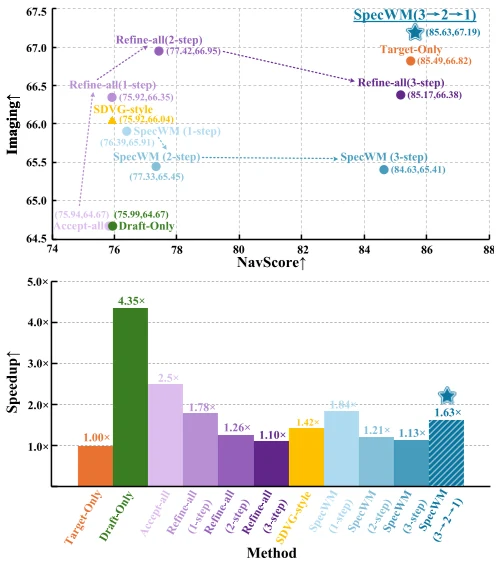 SpecWM(3→2→1)
(85.63,67.19)
Refine-all(2-step)
(77.42,66.95)
Target-Only
(85.49,66.82)
Refine-all(1-step)
(75.92,66.35)
Refine-all(3-step)
(85.17,66.38)
SDVG-style
(75.92,66.04)
SpecWM (1-step)
(76.39,65.91)
SpecWM (2-step)
(77.33,65.45)
SpecWM (3-step)
(84.63,65.41)
(75.94,64.67)
(75.99,64.67)
Accept-all
Draft-Only
Imaging↑
67.5
67.0
66.5
66.0
65.5
65.0
64.5
74
76
78
80
82
84
86
88
NavScore↑
Speedup↑
5.0×
4.0×
3.0×
2.0×
1.0×
1.00×
4.35×
2.5×
1.78×
1.26×
1.10×
1.42×
1.84×
1.21×
1.13×
1.63×
Target-Only
Draft-Only
Accept-all
Refine-all
(1-step)
Refine-all
(2-step)
Refine-all
(3-step)
SDVG-style
SpecWM
(1-step)
SpecWM
(2-step)
SpecWM
(3-step)
SpecWM
(3→2→1)
Method